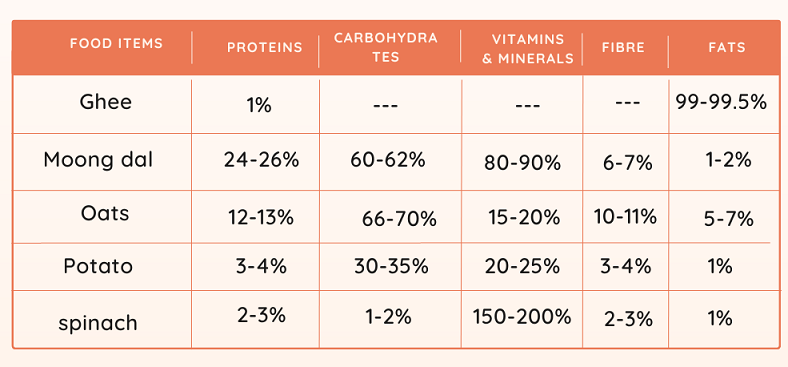 FOOD ITEMS PROTEINS CARBOHYDRA TES VITAMINS & MINERALS FIBRE FATS
Ghee 1% --- --- --- 99-99.5%
Moong dal 24-26% 60-62% 80-90% 6-7% 1-2%
Oats 12-13% 66-70% 15-20% 10-11% 5-7%
Potato 3-4% 30-35% 20-25% 3-4% 1%
spinach 2-3% 1-2% 150-200% 2-3% 1%